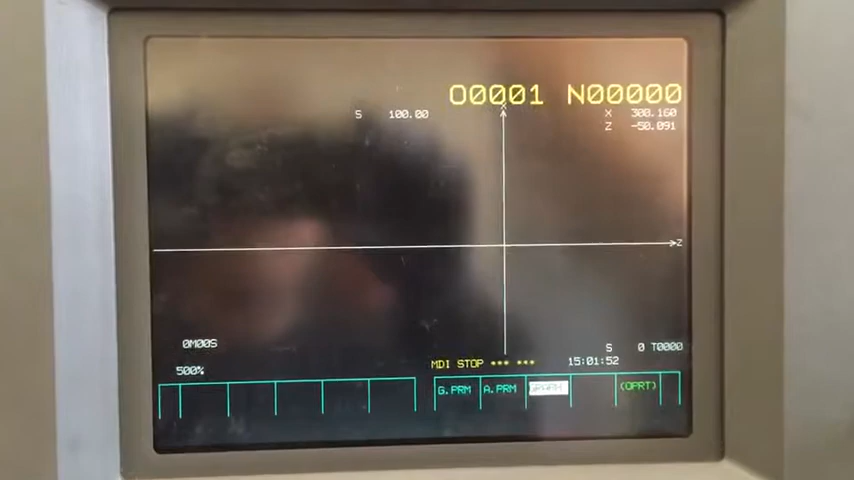 O0001 N00000
S 100.00 X 300.160
Z -50.091
X
Z
0M00S
S 0 T0000
500%
MDI STOP *** *** 15:01:52
G.PRM A.PRM GRAPH (OPRT)